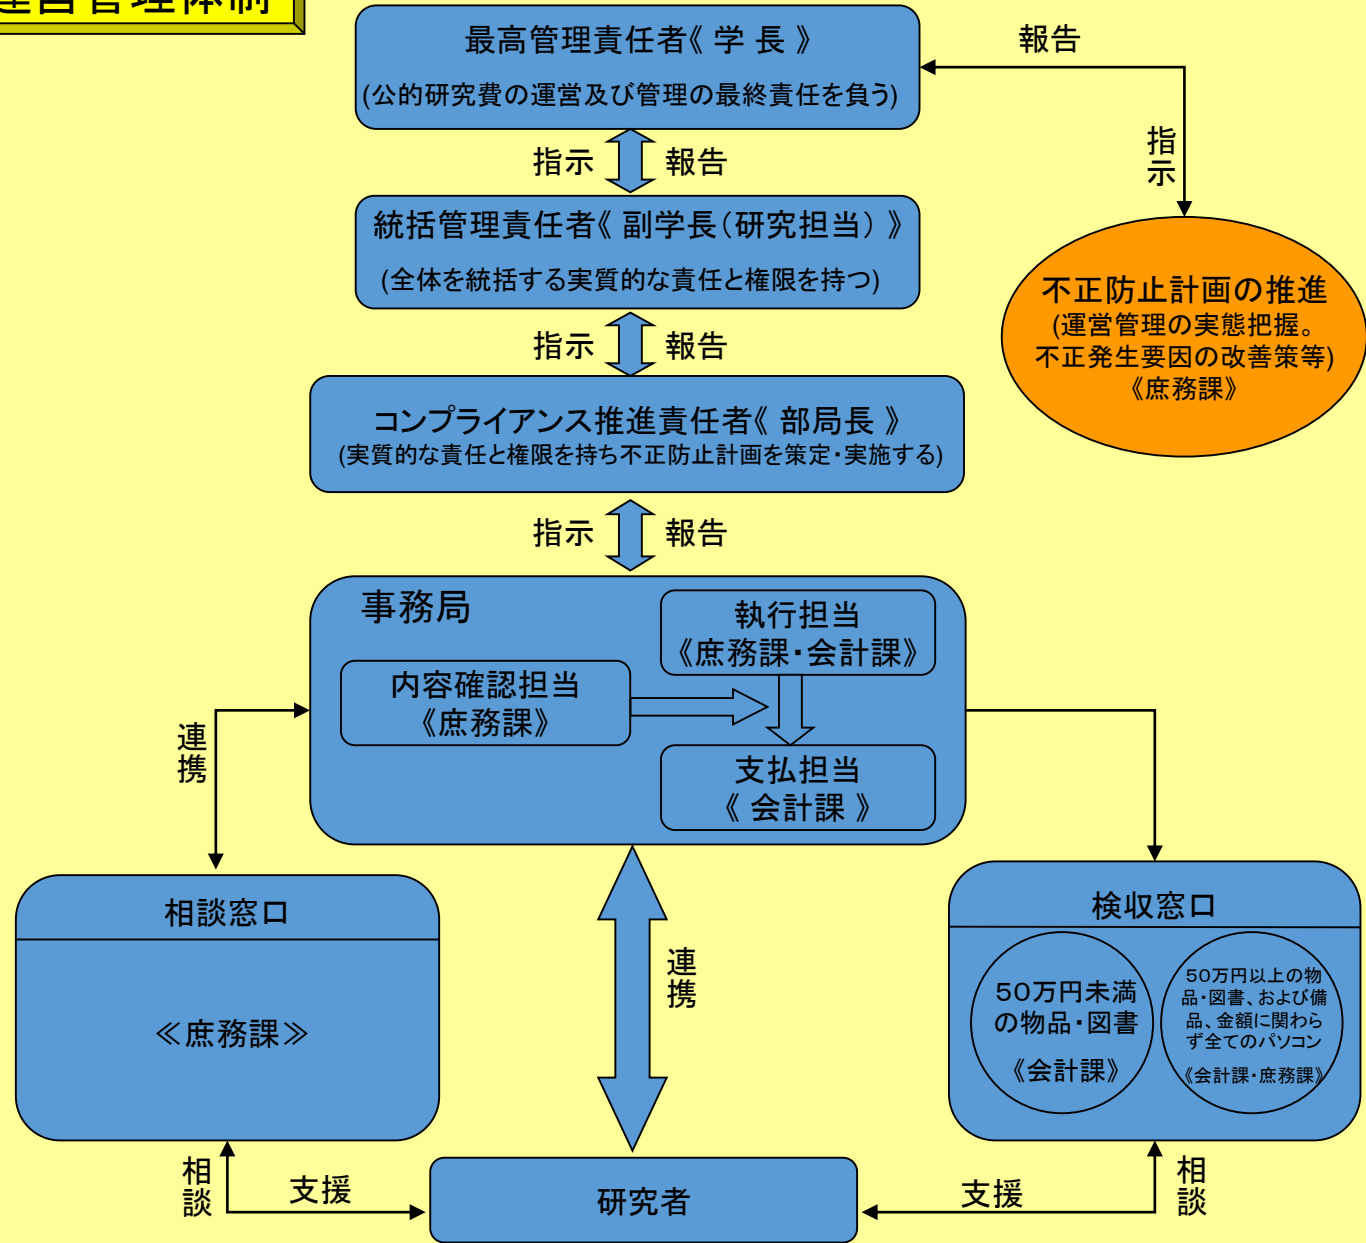 運営管理体制
最高管理責任者《 学 長 》
(公的研究費の運営及び管理の最終責任を負う)
報告
指示
指示 報告
統括管理責任者《 副学長(研究担当) 》
(全体を統括する実質的な責任と権限を持つ)
不正防止計画の推進
(運営管理の実態把握。
不正発生要因の改善策等)
《庶務課》
指示 報告
コンプライアンス推進責任者《 部局長 》
(実質的な責任と権限を持ち不正防止計画を策定・実施する)
指示 報告
事務局
執行担当
《庶務課・会計課》
内容確認担当
《庶務課》
支払担当
《 会計課 》
連携
相談窓口
≪庶務課≫
連携
検収窓口
50万円未満
の物品・図書
《会計課》
50万円以上の物
品・図書、および備
品、金額に関わら
ず全てのパソコン
《会計課・庶務課》
相談
支援
研究者
支援
相談